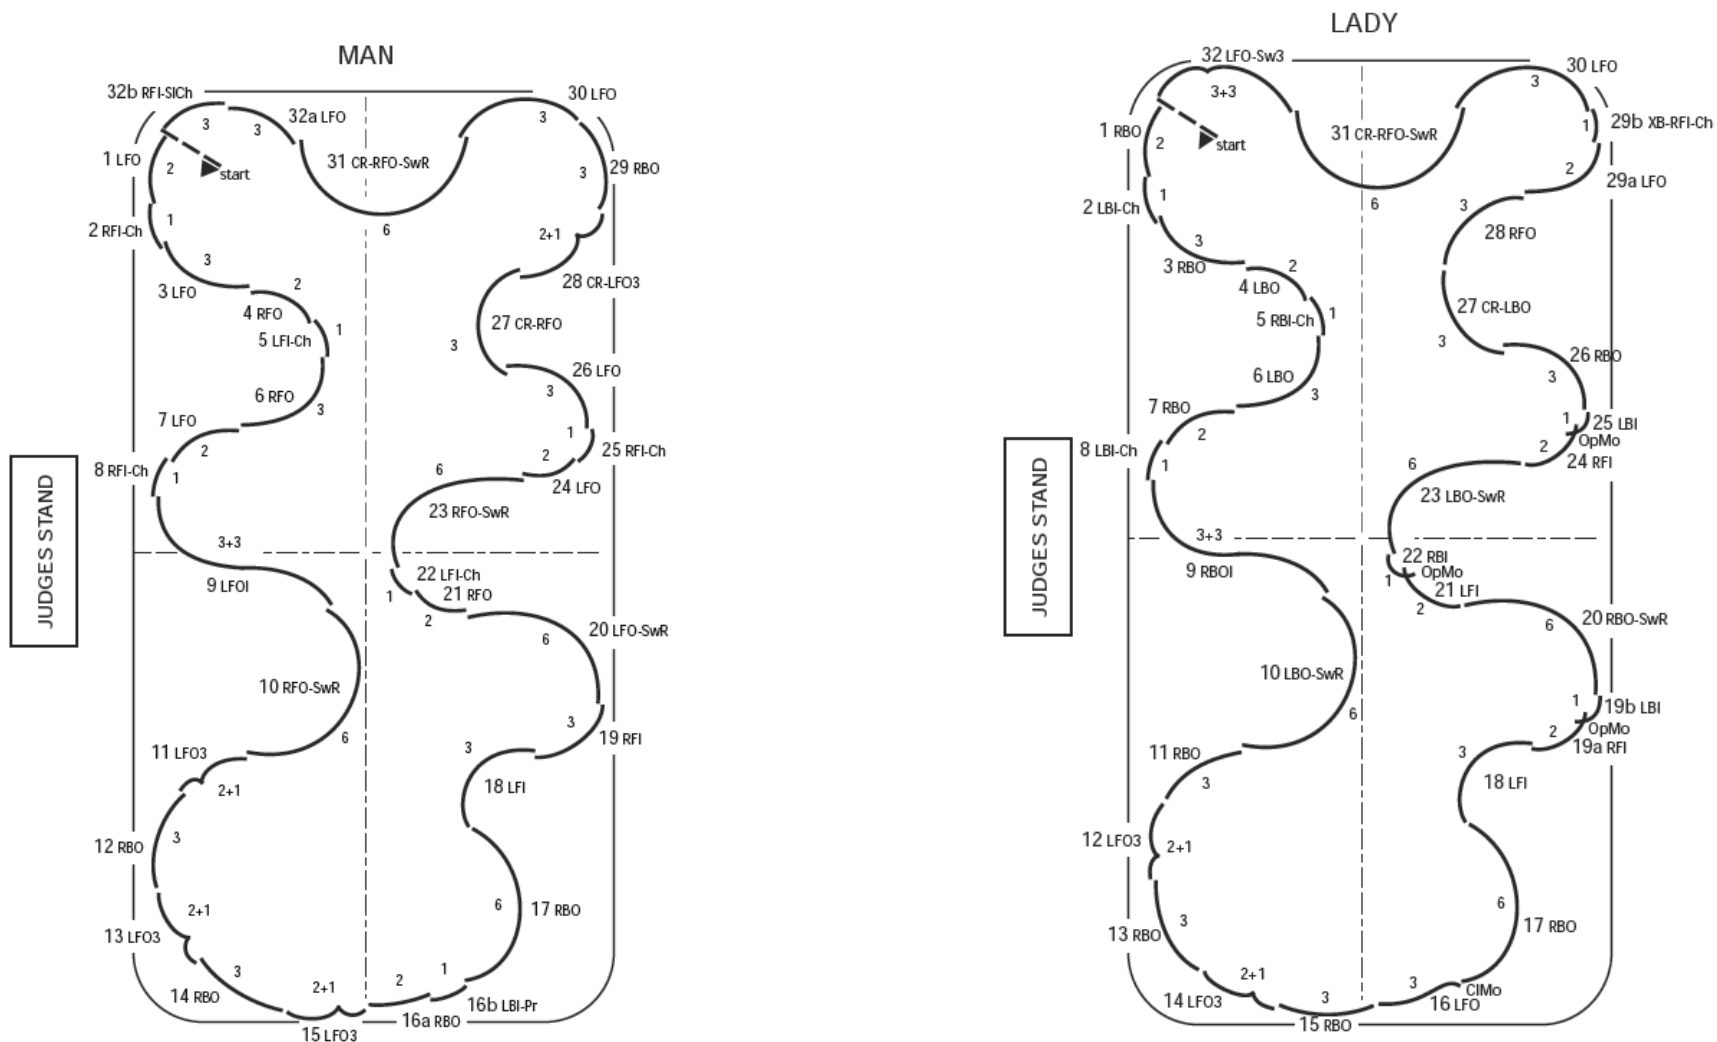 MAN
32b RFI-SlCh
3
3
32a LFO
30 LFO
3
1 LFO
2
start
31 CR-RFO-SwR
6
29 RBO
3
2 RFI-Ch
1
3
3 LFO
2
4 RFO
5 LFI-Ch
1
2+1
28 CR-LFO3
27 CR-RFO
3
6 RFO
3
26 LFO
3
7 LFO
2
8 RFI-Ch
1
1
25 RFI-Ch
2
24 LFO
6
23 RFO-SwR
JUDGES STAND
3+3
9 LFOI
22 LFI-Ch
1
21 RFO
2
20 LFO-SwR
6
10 RFO-SwR
6
19 RFI
3
11 LFO3
2+1
3
18 LFI
12 RBO
3
2+1
13 LFO3
6
17 RBO
3
14 RBO
2+1
15 LFO3
2
16a RBO
1
16b LBI-Pr
LADY
32 LFO-Sw3
3+3
30 LFO
3
1 RBO
2
start
31 CR-RFO-SwR
6
1
29b XB-RFI-Ch
2
29a LFO
1
2 LBI-Ch
3
3 RBO
2
4 LBO
5 RBI-Ch
1
3
28 RFO
27 CR-LBO
3
6 LBO
3
26 RBO
3
7 RBO
2
8 LBI-Ch
1
1
25 LBI
OpMo
2
24 RFI
6
23 LBO-SwR
JUDGES STAND
3+3
9 RBOI
22 RBI
OpMo
1
21 LFI
2
20 RBO-SwR
6
10 LBO-SwR
6
1
19b LBI
OpMo
2
19a RFI
11 RBO
3
3
18 LFI
12 LFO3
2+1
13 RBO
3
6
17 RBO
2+1
14 LFO3
3
15 RBO
3
ClMo
16 LFO